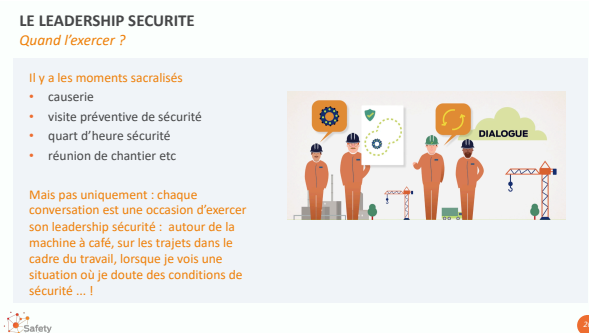 LE LEADERSHIP SECURITE
Quand l’exercer ?
Il y a les moments sacralisés
• causerie
• visite préventive de sécurité
• quart d’heure sécurité
• réunion de chantier etc
Mais pas uniquement : chaque
conversation est une occasion d’exercer
son leadership sécurité : autour de la
machine à café, sur les trajets dans le
cadre du travail, lorsque je vois une
situation où je doute des conditions de
sécurité ... !
DIALOGUE
Safety